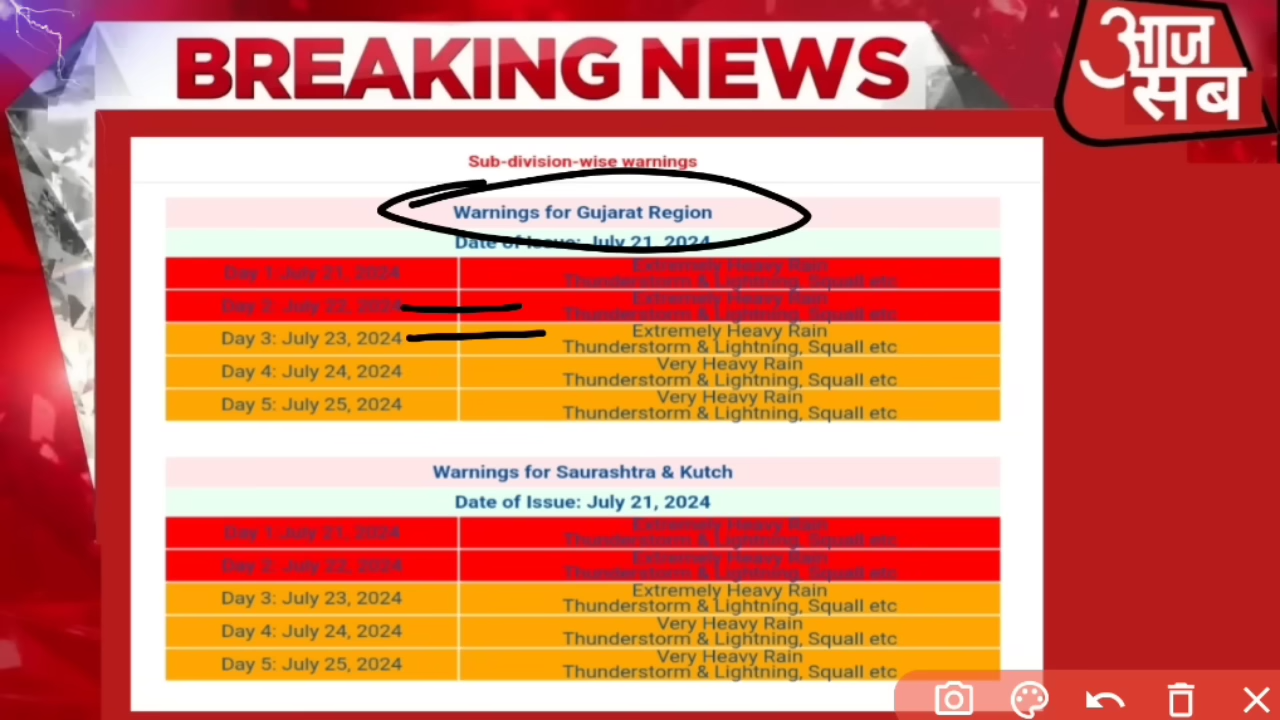 BREAKING NEWS
आज
सब
Sub-division-wise warnings
Warnings for Gujarat Region
Date of Issue: July 21, 2024
Day 1:July 21, 2024
Extremely Heavy Rain
Thunderstorm & Lightning, Squall etc
Day 2: July 22, 2024
Extremely Heavy Rain
Thunderstorm & Lightning, Squall etc
Day 3: July 23, 2024
Extremely Heavy Rain
Thunderstorm & Lightning, Squall etc
Day 4: July 24, 2024
Very Heavy Rain
Thunderstorm & Lightning, Squall etc
Day 5: July 25, 2024
Very Heavy Rain
Thunderstorm & Lightning, Squall etc
Warnings for Saurashtra & Kutch
Date of Issue: July 21, 2024
Day 1:July 21, 2024
Extremely Heavy Rain
Thunderstorm & Lightning, Squall etc
Day 2: July 22, 2024
Extremely Heavy Rain
Thunderstorm & Lightning, Squall etc
Day 3: July 23, 2024
Extremely Heavy Rain
Thunderstorm & Lightning, Squall etc
Day 4: July 24, 2024
Very Heavy Rain
Thunderstorm & Lightning, Squall etc
Day 5: July 25, 2024
Very Heavy Rain
Thunderstorm & Lightning, Squall etc